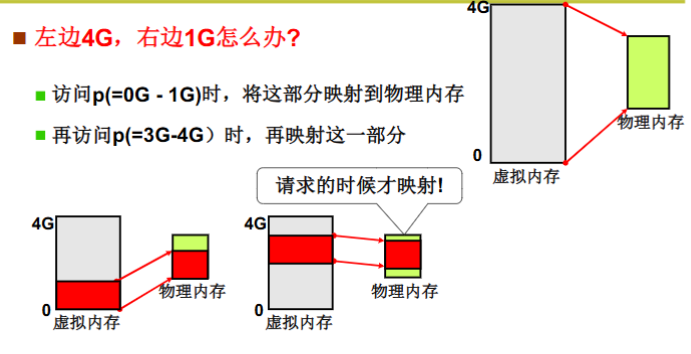 左边4G，右边1G怎么办?
访问p(=0G - 1G)时，将这部分映射到物理内存
再访问p(=3G-4G）时，再映射这一部分
4G
0
虚拟内存
物理内存
请求的时候才映射!
4G
0
虚拟内存
物理内存
4G
0
虚拟内存
物理内存